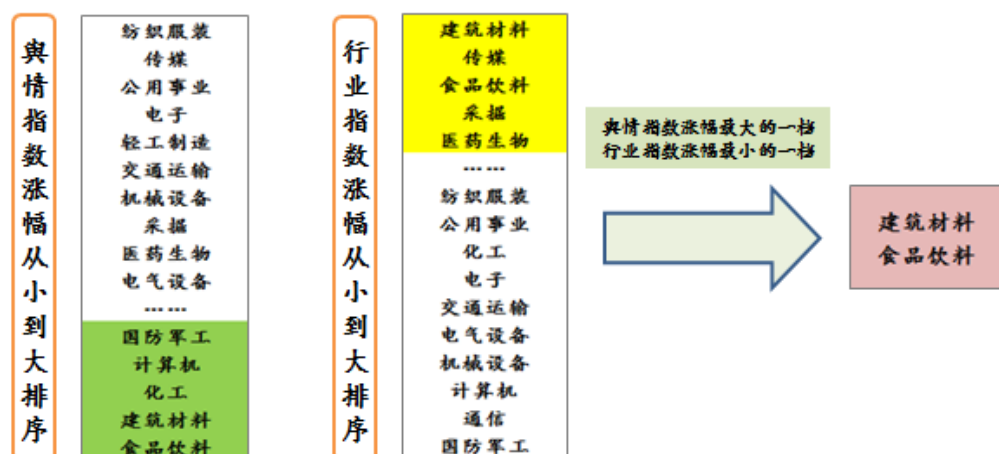 舆情指数涨幅从小到大排序
纺织服装
传媒
公用事业
电子
轻工制造
交通运输
机械设备
采掘
医药生物
电气设备
……
国防军工
计算机
化工
建筑材料
食品饮料
行业指数涨幅从小到大排序
建筑材料
传媒
食品饮料
采掘
医药生物
……
纺织服装
公用事业
化工
电子
交通运输
电气设备
机械设备
计算机
通信
国防军工
舆情指数涨幅最大的一档
行业指数涨幅最小的一档
建筑材料
食品饮料